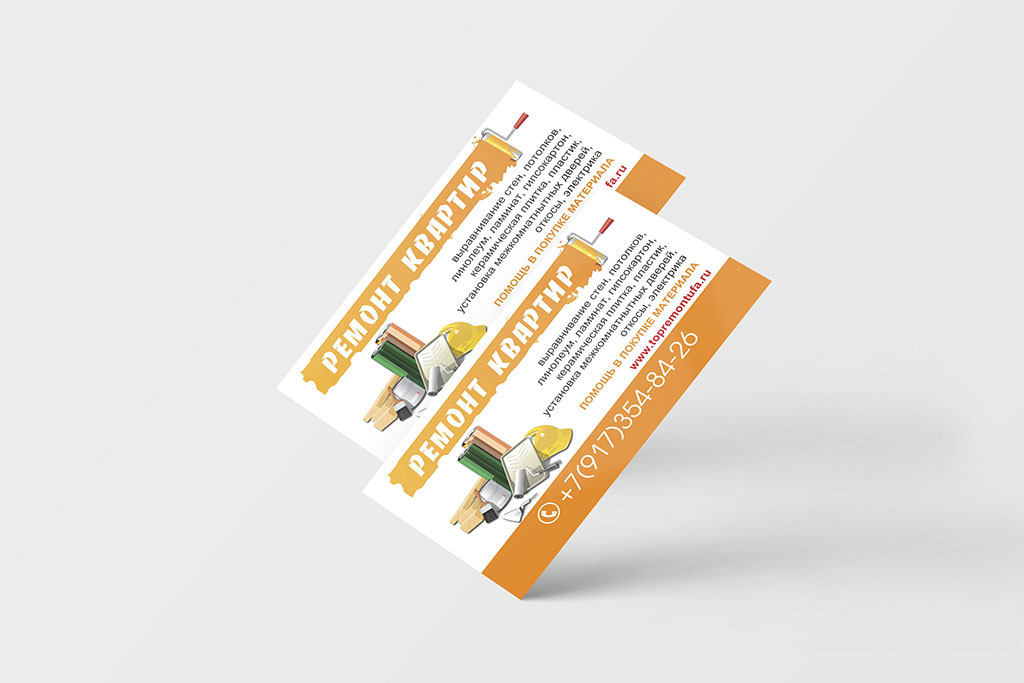 РЕМОНТ КВАРТИР
выравнивание стен, потолков,
линолеум, ламинат, гипсокартон,
керамическая плитка, пластик,
установка межкомнатнытных дверей,
откосы, электрика
ПОМОЩЬ В ПОКУПКЕ МАТЕРИАЛА
fa.ru
РЕМОНТ КВАРТИР
выравнивание стен, потолков,
линолеум, ламинат, гипсокартон,
керамическая плитка, пластик,
установка межкомнатнытных дверей,
откосы, электрика
ПОМОЩЬ В ПОКУПКЕ МАТЕРИАЛА
www.topremontufa.ru
+7(917)354-84-26